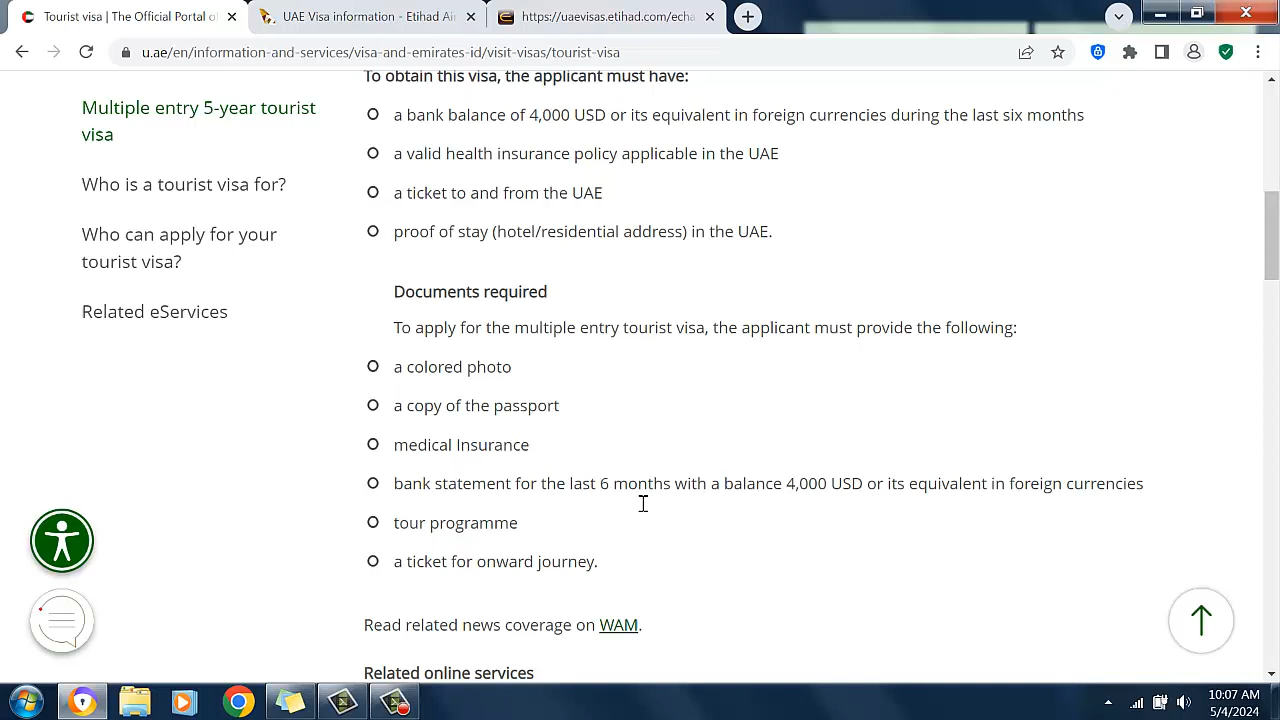 Tourist visa | The Official Portal of
UAE Visa information - Etihad A
https://uaevisas.etihad.com/echa
u.ae/en/information-and-services/visa-and-emirates-id/visit-visas/tourist-visa
Multiple entry 5-year tourist
visa
Who is a tourist visa for?
Who can apply for your
tourist visa?
Related eServices
To obtain this visa, the applicant must have:
a bank balance of 4,000 USD or its equivalent in foreign currencies during the last six months
a valid health insurance policy applicable in the UAE
a ticket to and from the UAE
proof of stay (hotel/residential address) in the UAE.
Documents required
To apply for the multiple entry tourist visa, the applicant must provide the following:
a colored photo
a copy of the passport
medical Insurance
bank statement for the last 6 months with a balance 4,000 USD or its equivalent in foreign currencies
tour programme
a ticket for onward journey.
Read related news coverage on WAM.
Related online services
10:07 AM
5/4/2024